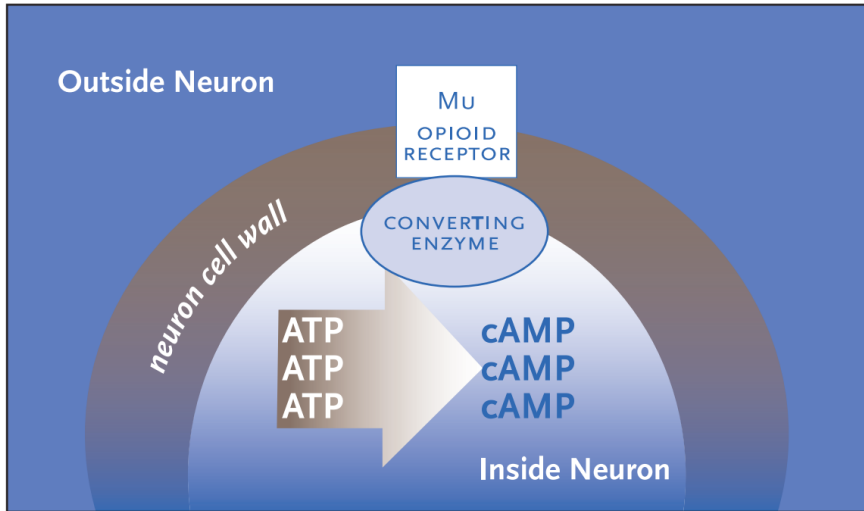 Outside Neuron
Mu
OPIOID
RECEPTOR
CONVERTING
ENZYME
neuron cell wall
ATP cAMP
ATP cAMP
ATP cAMP
Inside Neuron